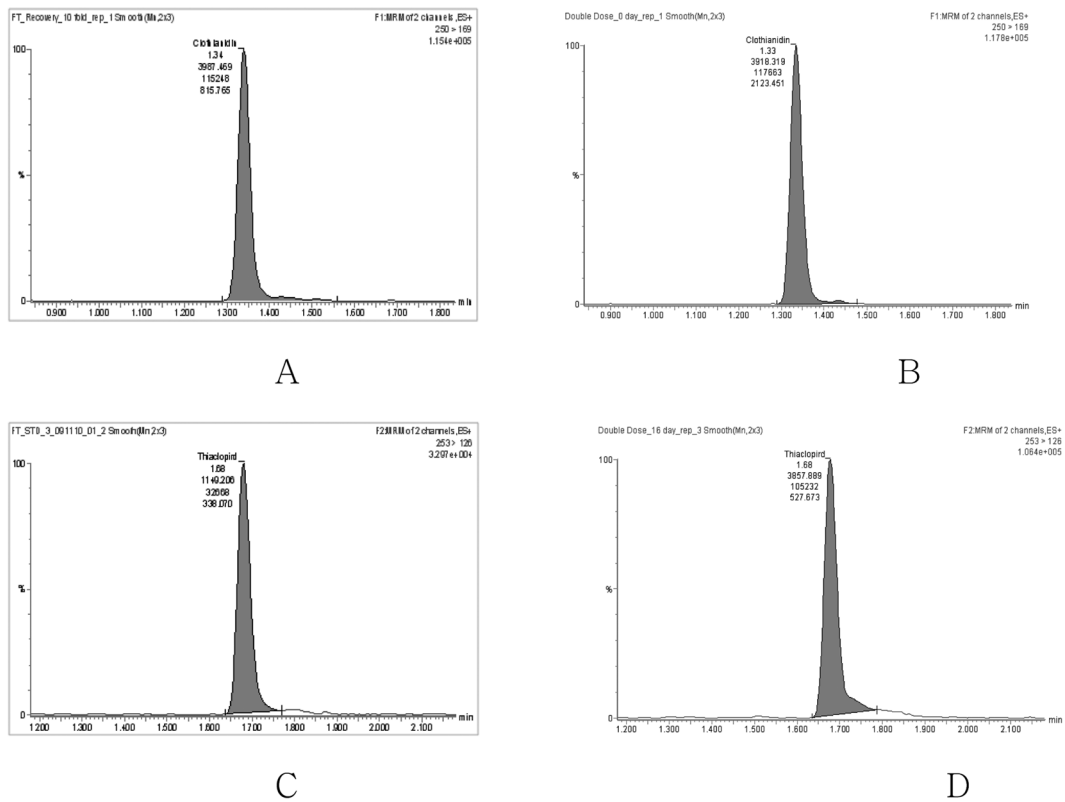 FT_Recovery_10 fold_rep_1 Smooth(Mn,2x3)
F1:MRM of 2 channels,ES+
250 > 169
1.154e+005
Clothianidin
1.34
3987.469
115248
815.765
100
%
0
0.900 1.000 1.100 1.200 1.300 1.400 1.500 1.600 1.700 1.800 min
A
Double Dose_0 day_rep_1 Smooth(Mn,2x3)
F1:MRM of 2 channels,ES+
250 > 169
1.178e+005
Clothianidin
1.33
3918.319
117663
2123.451
100
%
0
0.900 1.000 1.100 1.200 1.300 1.400 1.500 1.600 1.700 1.800 min
B
FT_STD_3_091110_01_2 Smooth(Mn,2x3)
F2:MRM of 2 channels,ES+
253 > 126
3.297e+004
Thiaclopird
1.68
1149.206
32668
338.070
100
%
0
1.200 1.300 1.400 1.500 1.600 1.700 1.800 1.900 2.000 2.100 min
C
Double Dose_16 day_rep_3 Smooth(Mn,2x3)
F2:MRM of 2 channels,ES+
253 > 126
1.064e+005
Thiaclopird
1.68
3857.889
105232
527.673
100
%
0
1.200 1.300 1.400 1.500 1.600 1.700 1.800 1.900 2.000 2.100 min
D